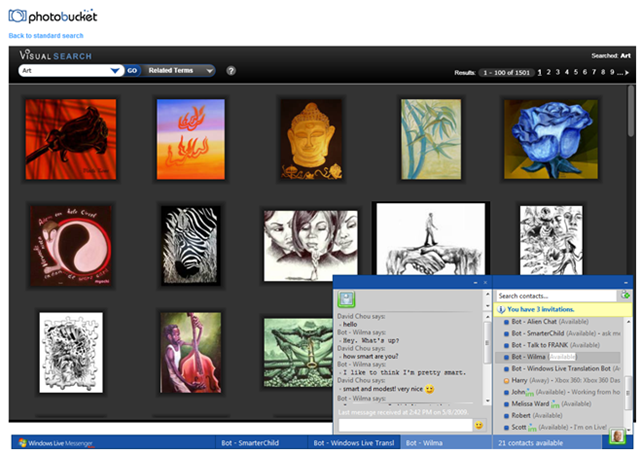 photobucket
Back to standard search
VISUALSEARCH
Searched: Art
Art GO Related Terms ?
Results: 1 - 100 of 1501 1 2 3 4 5 6 7 8 9 ...
Search contacts...
You have 3 invitations.
David Chou says:
hello
Bot - Wilma says:
Hey. What's up?
David Chou says:
how smart are you?
Bot - Wilma says:
I like to think I'm pretty smart.
David Chou says:
smart and modest! very nice
Bot - Wilma says:
Last message received at 2:42 PM on 5/8/2009.
Bot - Alien Chat (Available)
Bot - SmarterChild (Available) - ask me
Bot - Talk to FRANK (Available)
Bot - Wilma (Available)
Bot - Windows Live Translation Bot (A
Harry (Away) - Xbox 360: Xbox 360 Das
John (Available) - Working from ho
Melissa Ward (Available)
Robert (Available)
Scott (Available) - I'm on Live!
Windows Live Messenger
Bot - SmarterChild
Bot - Windows Live Transl
Bot - Wilma
21 contacts available